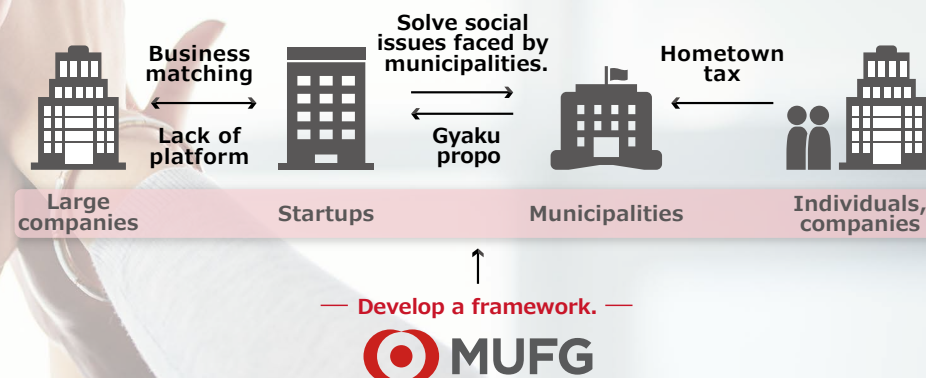 Business
matching
Lack of
platform
Solve social
issues faced by
municipalities.
Gyaku
propo
Hometown
tax
Large
companies
Startups
Municipalities
Individuals,
companies
Develop a framework.
MUFG